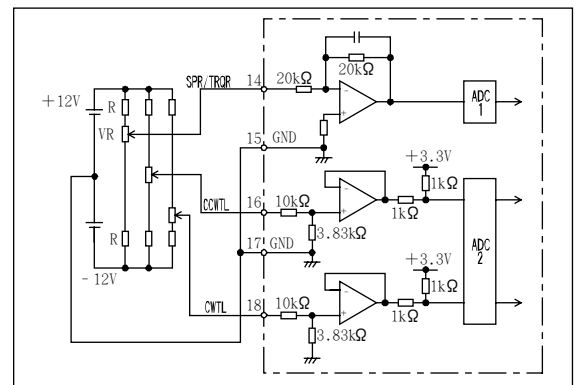 SPR/TRQR
14
20kΩ
20kΩ
ADC
1
+12V
R
VR
15
GND
+3.3V
1kΩ
CCWTL
16
10kΩ
1kΩ
3.83kΩ
17
GND
ADC
2
R
+3.3V
1kΩ
-12V
CWTL
18
10kΩ
1kΩ
3.83kΩ